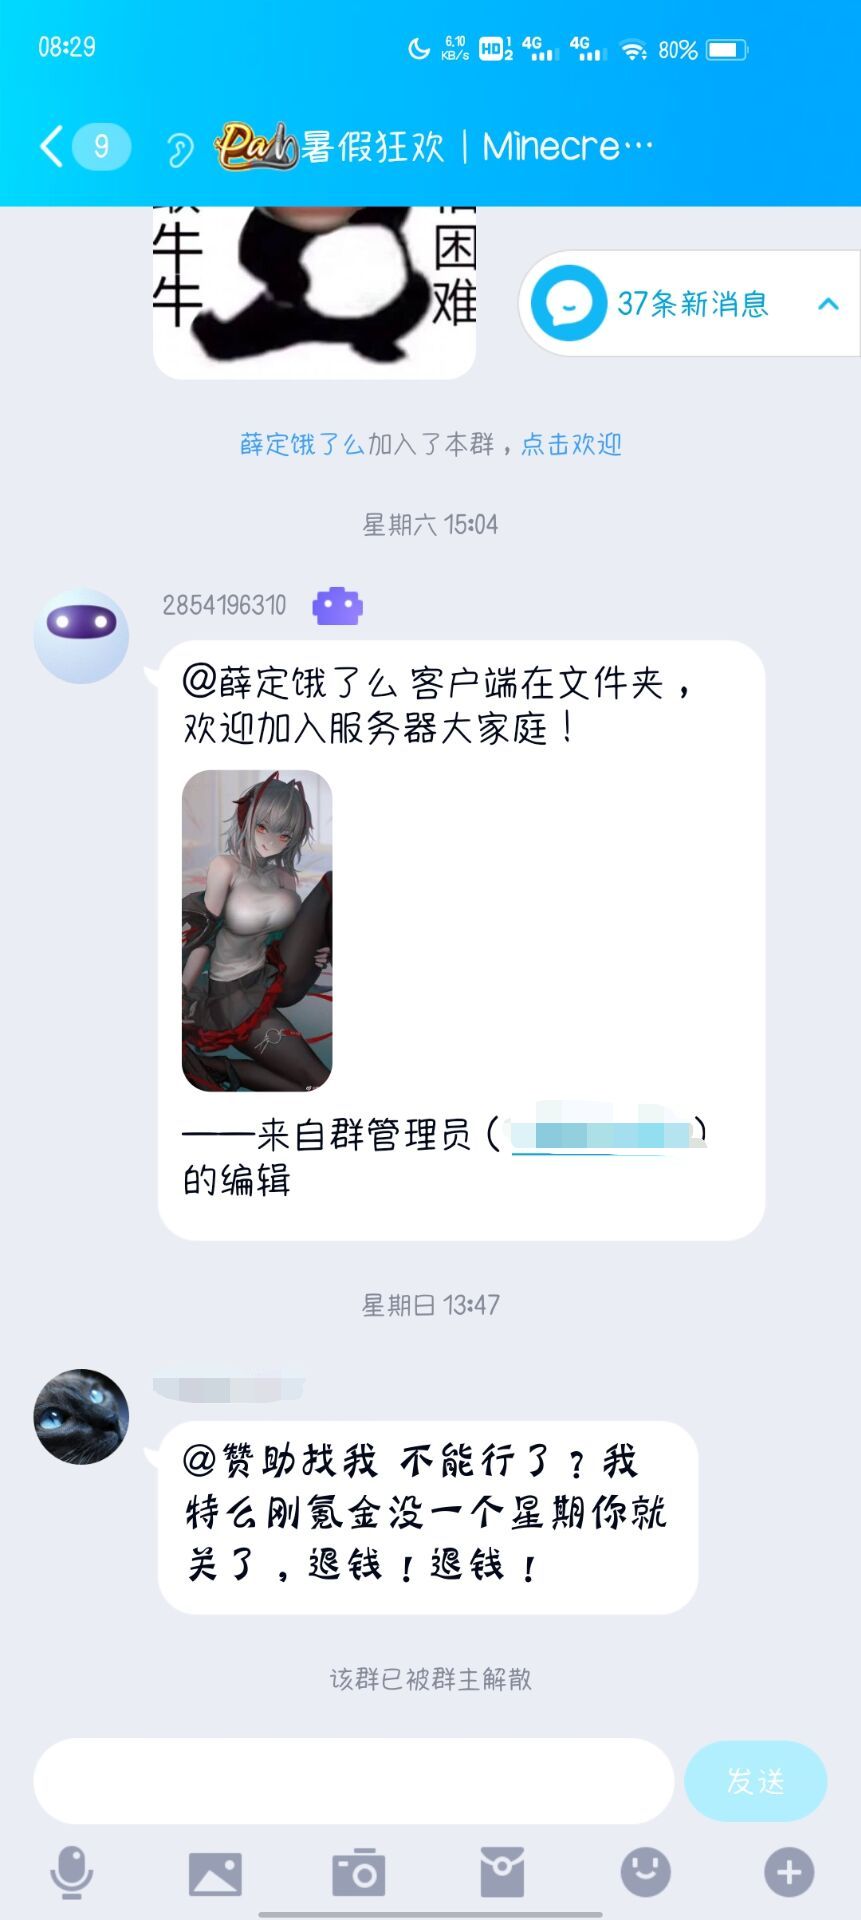 08:29
6.10 KB/s HD 1 2 4G 4G 80%
9 Pah暑假狂欢 | Minecre…
牛牛
困难
37条新消息
薛定饿了么加入了本群，点击欢迎
星期六 15:04
2854196310
@薛定饿了么 客户端在文件夹，
欢迎加入服务器大家庭！
——来自群管理员（ ）
的编辑
星期日 13:47
@赞助找我 不能行了？我
特么刚氪金没一个星期你就
关了，退钱！退钱！
该群已被群主解散
发送